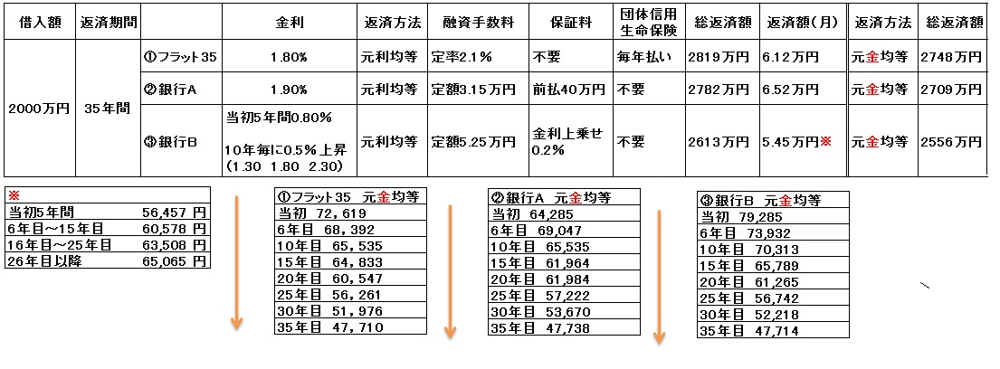 借入額 返済期間 金利 返済方法 融資手数料 保証料 団体信用生命保険 総返済額 返済額(月) 返済方法 総返済額
2000万円 35年間
①フラット35 1.80% 元利均等 定率2.1% 不要 毎年払い 2819万円 6.12万円 元金均等 2748万円
②銀行A 1.90% 元利均等 定額3.15万円 前払40万円 不要 2782万円 6.52万円 元金均等 2709万円
③銀行B 当初5年間0.80% 10年毎に0.5%上昇 (1.30 1.80 2.30) 元利均等 定額5.25万円 金利上乗せ0.2% 不要 2613万円 5.45万円※ 元金均等 2556万円
※
当初5年間 56,457 円
6年目～15年目 60,578 円
16年目～25年目 63,508 円
26年目以降 65,065 円
①フラット35 元金均等
当初 72,619
6年目 68,392
10年目 65,535
15年目 64,833
20年目 60,547
25年目 56,261
30年目 51,976
35年目 47,710
②銀行A 元金均等
当初 64,285
6年目 69,047
10年目 65,535
15年目 61,964
20年目 61,984
25年目 57,222
30年目 53,670
35年目 47,738
③銀行B 元金均等
当初 79,285
6年目 73,932
10年目 70,313
15年目 65,789
20年目 61,265
25年目 56,742
30年目 52,218
35年目 47,714